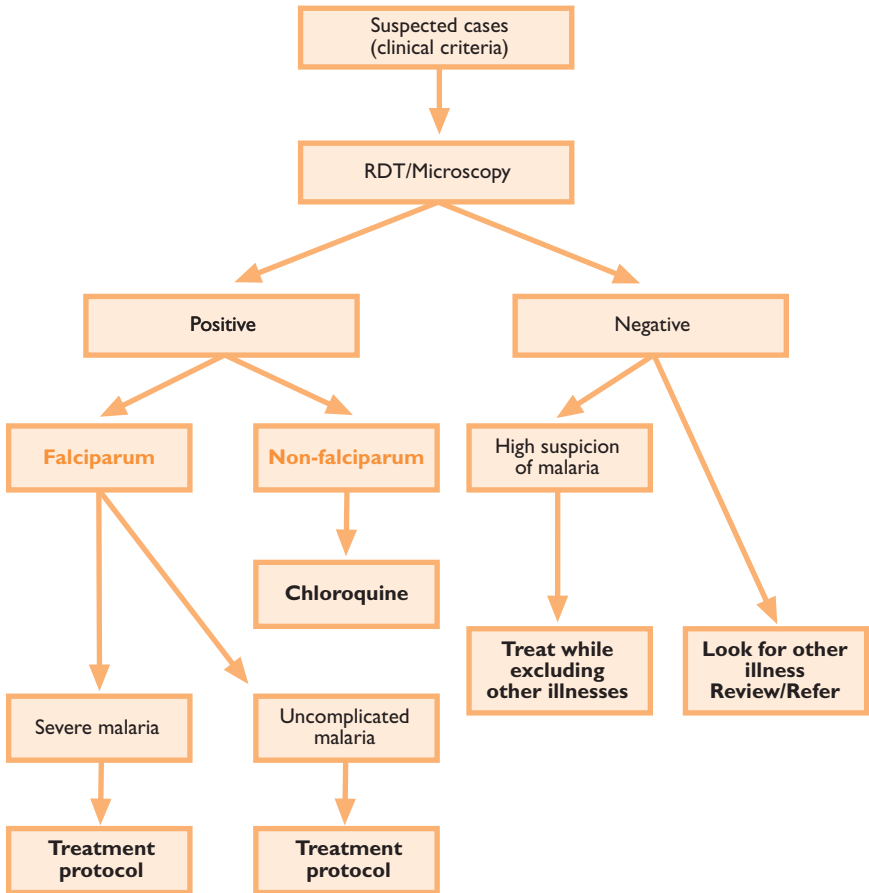 Suspected cases
(clinical criteria)
RDT/Microscopy
Positive
Negative
Falciparum
Non-falciparum
High suspicion
of malaria
Chloroquine
Treat while
excluding
other illnesses
Look for other
illness
Review/Refer
Severe malaria
Uncomplicated
malaria
Treatment
protocol
Treatment
protocol